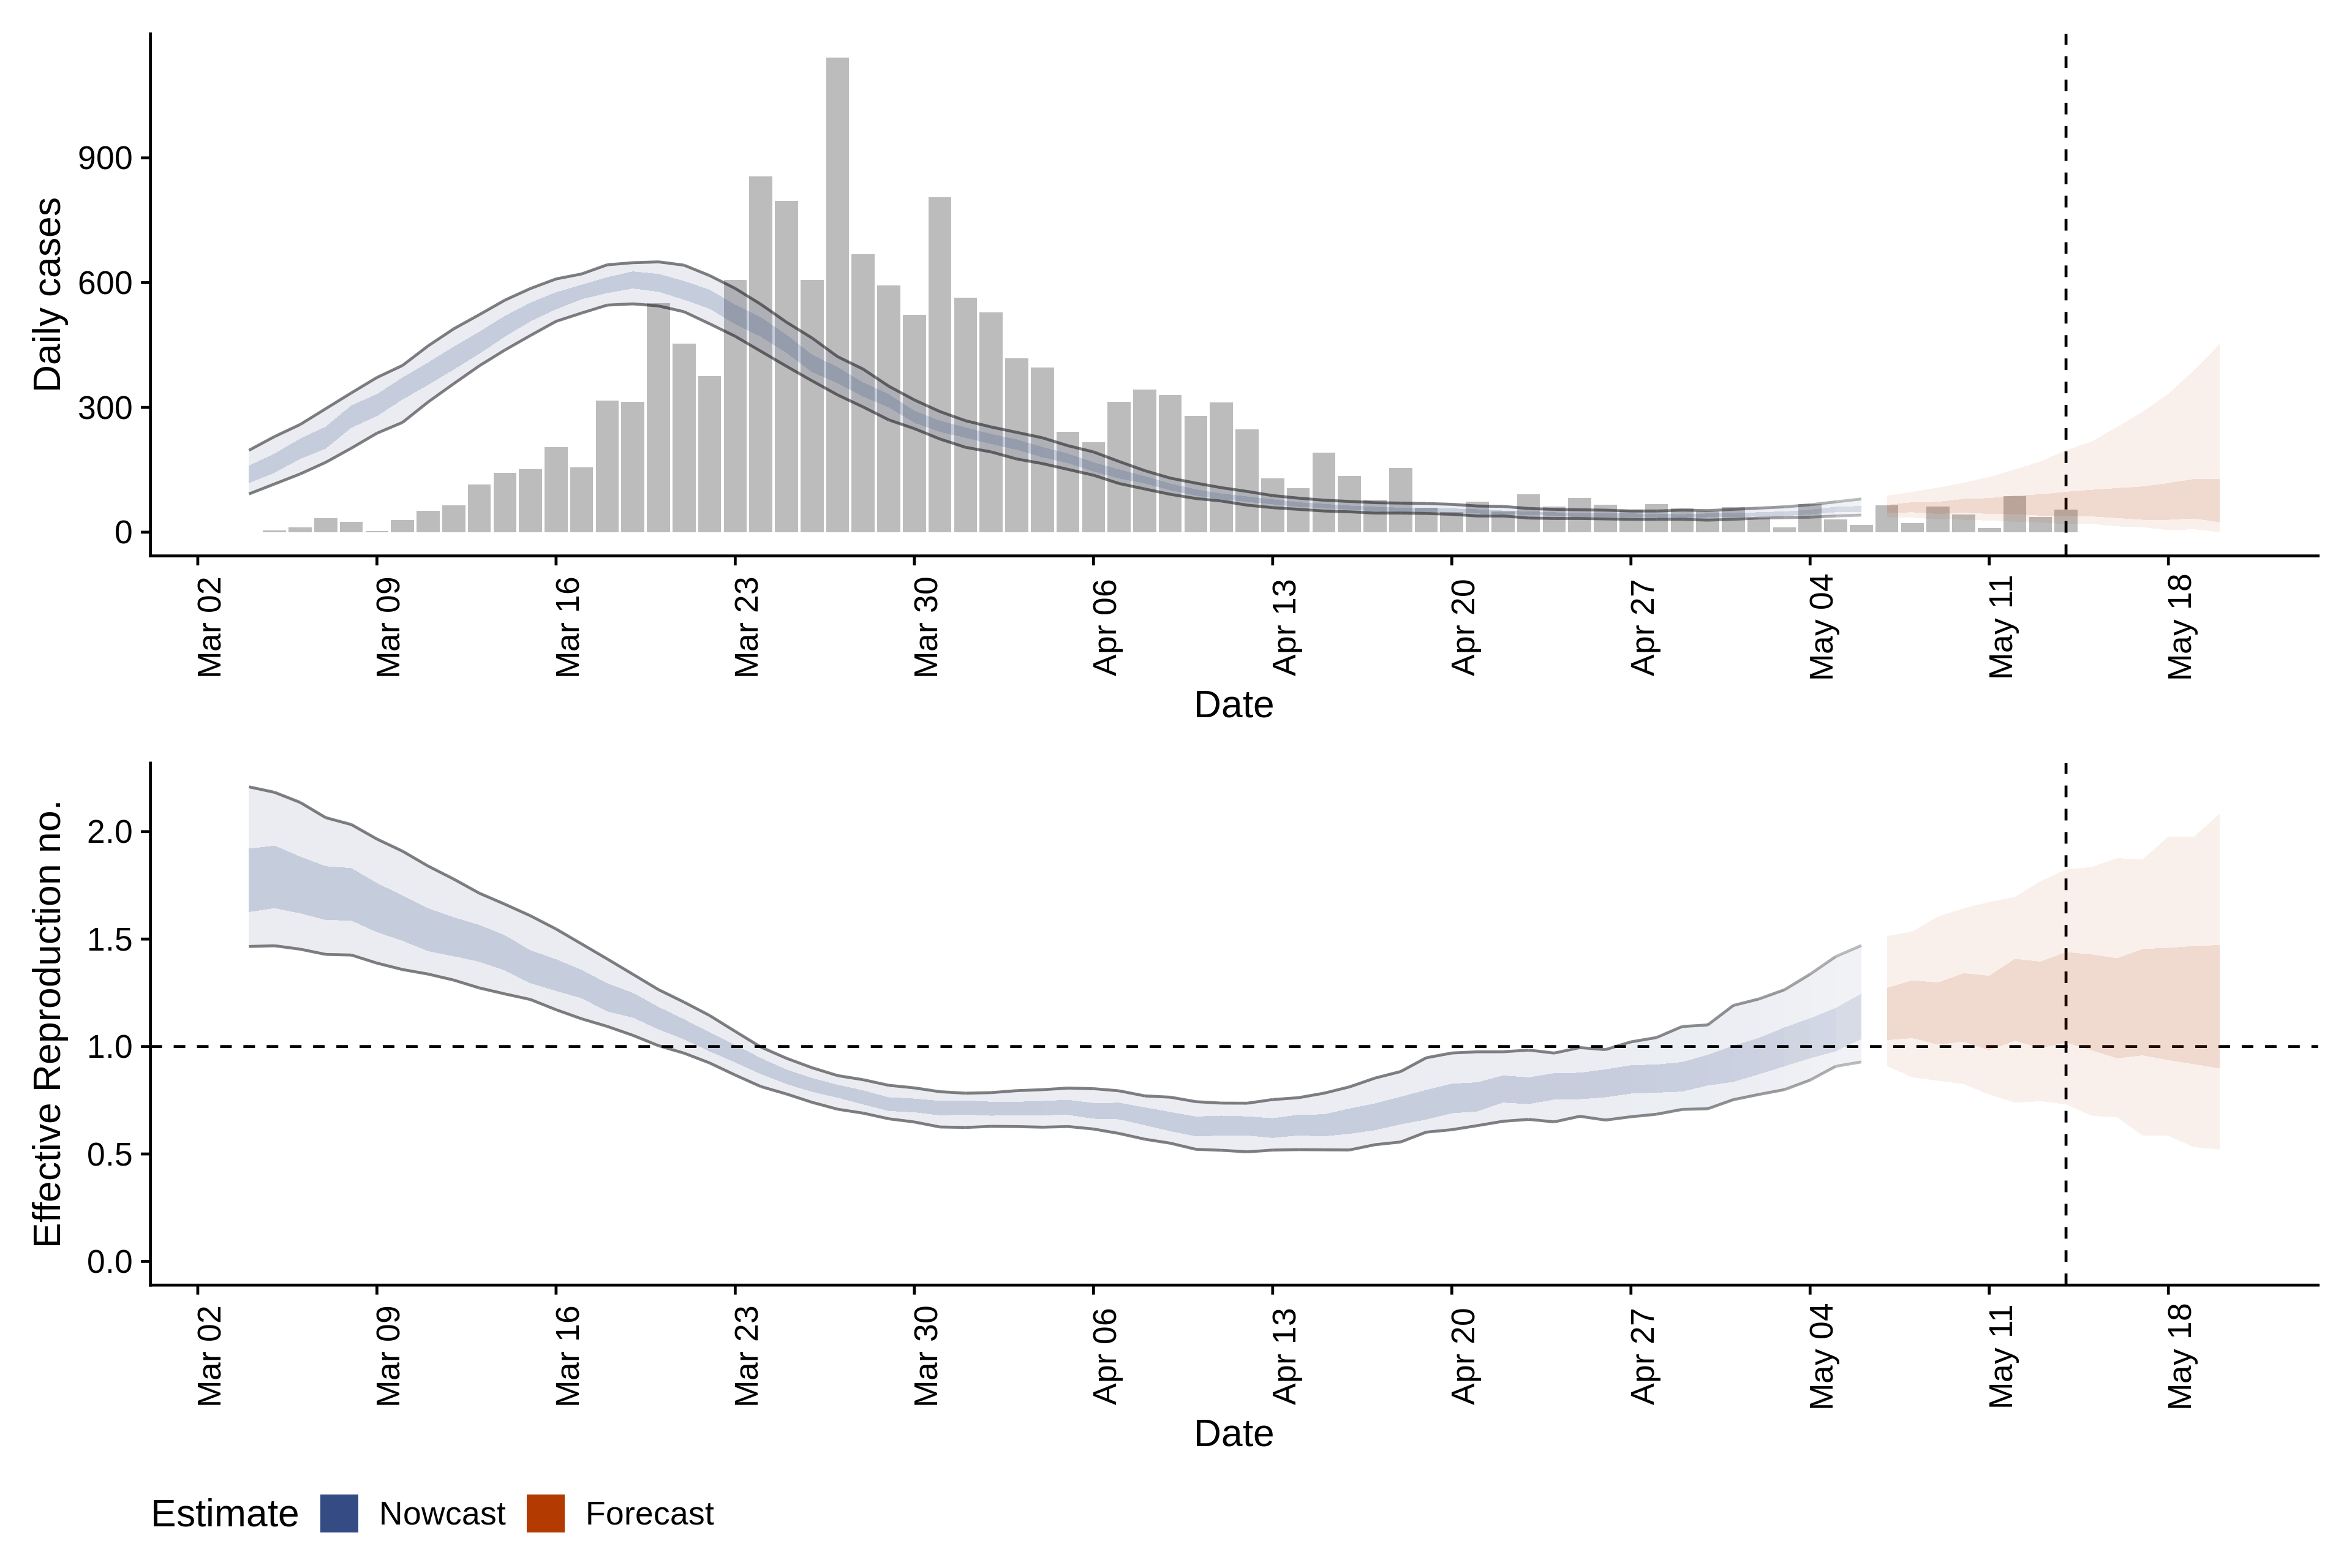 Daily cases
900
600
300
0
Mar 02
Mar 09
Mar 16
Mar 23
Mar 30
Apr 06
Apr 13
Apr 20
Apr 27
May 04
May 11
May 18
Date
Effective Reproduction no.
2.0
1.5
1.0
0.5
0.0
Mar 02
Mar 09
Mar 16
Mar 23
Mar 30
Apr 06
Apr 13
Apr 20
Apr 27
May 04
May 11
May 18
Date
Estimate Nowcast Forecast